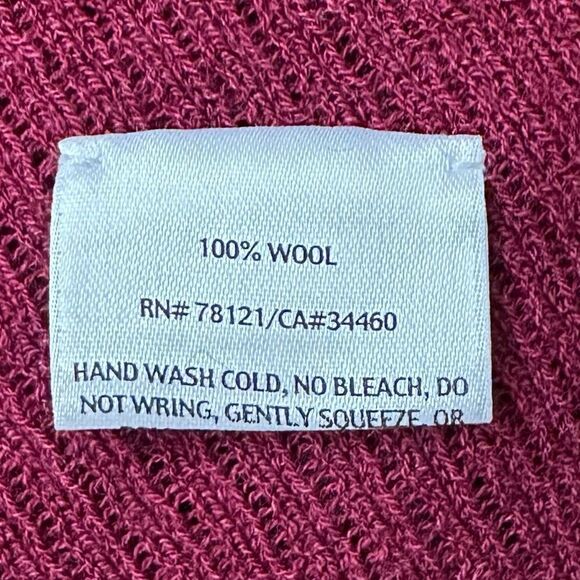 100% WOOL
RN# 78121/CA#34460
HAND WASH COLD, NO BLEACH, DO
NOT WRING, GENTLY SQUEEZE, OR